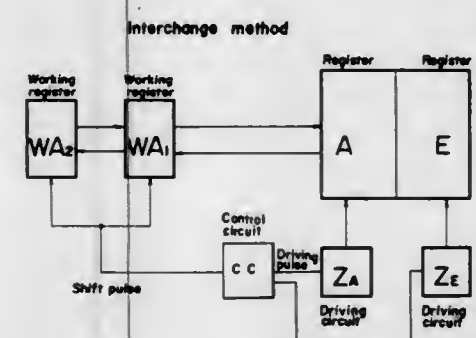 Interchange method
Working
register
Working
register
Register
Register
WA2
WA1
A
E
Control
circuit
Driving
pulse
CC
ZA
ZE
Shift pulse
Driving
circuit
Driving
circuit